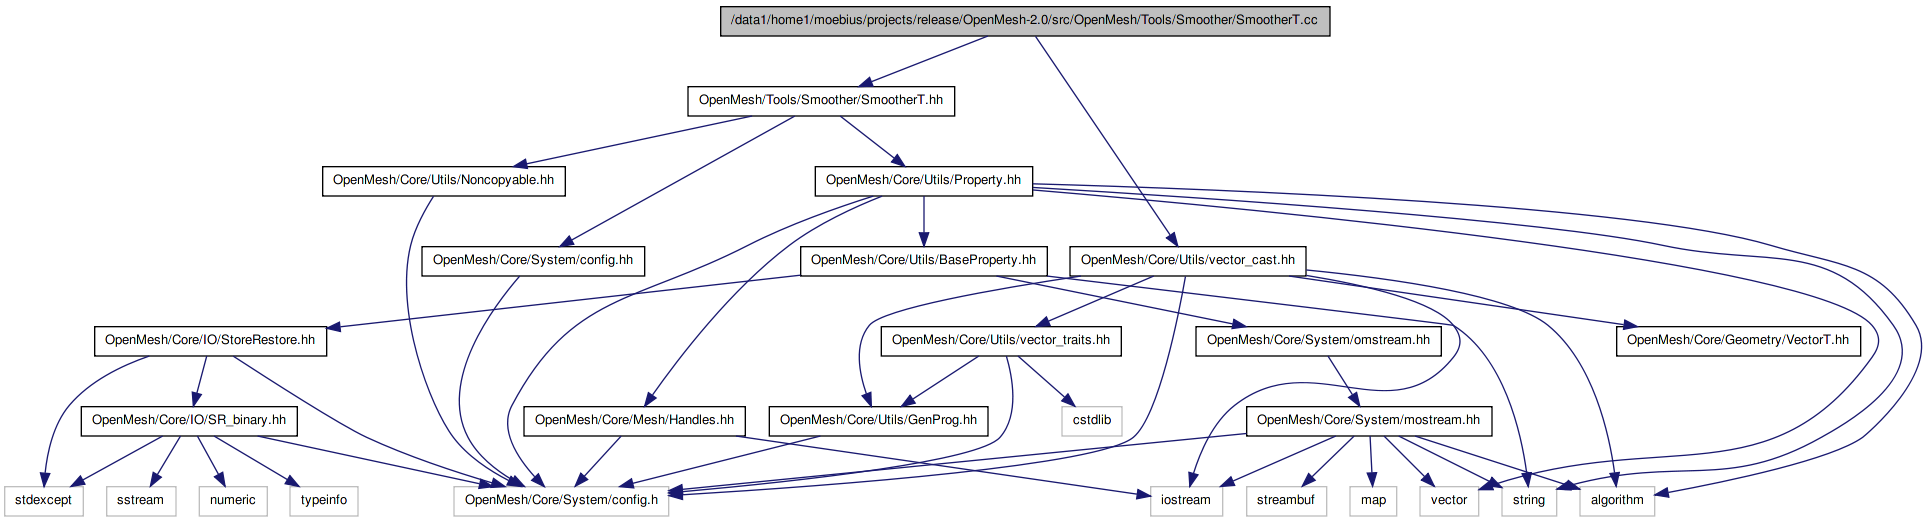 /data1/home1/moebius/projects/release/OpenMesh-2.0/src/OpenMesh/Tools/Smoother/SmootherT.cc
OpenMesh/Tools/Smoother/SmootherT.hh
OpenMesh/Core/Utils/Noncopyable.hh
OpenMesh/Core/Utils/Property.hh
OpenMesh/Core/System/config.hh
OpenMesh/Core/Utils/BaseProperty.hh
OpenMesh/Core/Utils/vector_cast.hh
OpenMesh/Core/IO/StoreRestore.hh
OpenMesh/Core/Utils/vector_traits.hh
OpenMesh/Core/System/omstream.hh
OpenMesh/Core/Geometry/VectorT.hh
OpenMesh/Core/IO/SR_binary.hh
OpenMesh/Core/Mesh/Handles.hh
OpenMesh/Core/Utils/GenProg.hh
cstdlib
OpenMesh/Core/System/mostream.hh
stdexcept
sstream
numeric
typeinfo
OpenMesh/Core/System/config.h
iostream
streambuf
map
vector
string
algorithm